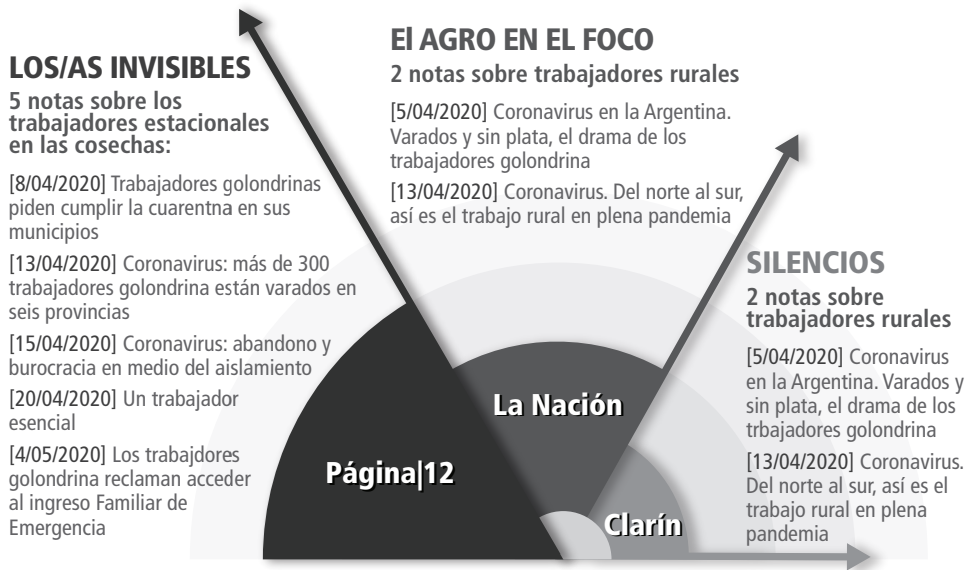 LOS/AS INVISIBLES
5 notas sobre los
trabajadores estacionales
en las cosechas:
[8/04/2020] Trabajadores golondrinas
piden cumplir la cuarentna en sus
municipios
[13/04/2020] Coronavirus: más de 300
trabajadores golondrina están varados en
seis provincias
[15/04/2020] Coronavirus: abandono y
burocracia en medio del aislamiento
[20/04/2020] Un trabajador
esencial
[4/05/2020] Los trabajdores
golondrina reclaman acceder
al ingreso Familiar de
Emergencia
Página|12
El AGRO EN EL FOCO
2 notas sobre trabajadores rurales
[5/04/2020] Coronavirus en la Argentina.
Varados y sin plata, el drama de los
trabajadores golondrina
[13/04/2020] Coronavirus. Del norte al sur,
así es el trabajo rural en plena pandemia
La Nación
SILENCIOS
2 notas sobre
trabajadores rurales
[5/04/2020] Coronavirus
en la Argentina. Varados y
sin plata, el drama de los
trbajadores golondrina
[13/04/2020] Coronavirus.
Del norte al sur, así es el
trabajo rural en plena
pandemia
Clarín